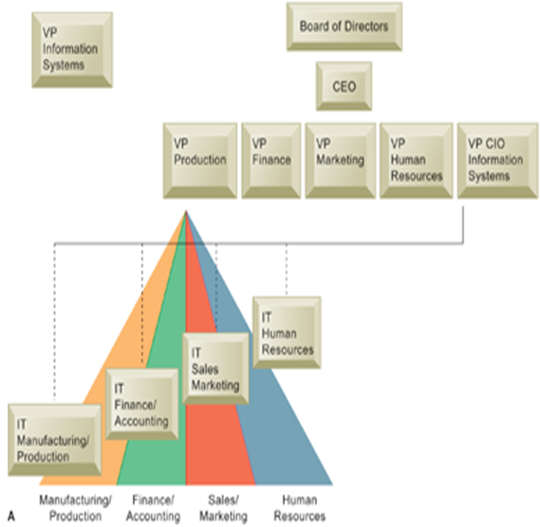 VP
Information
Systems
Board of Directors
CEO
VP
Production
VP
Finance
VP
Marketing
VP
Human
Resources
VP CIO
Information
Systems
IT
Human
Resources
IT
Sales
Marketing
IT
Finance/
Accounting
IT
Manufacturing/
Production
A
Manufacturing/
Production
Finance/
Accounting
Sales/
Marketing
Human
Resources